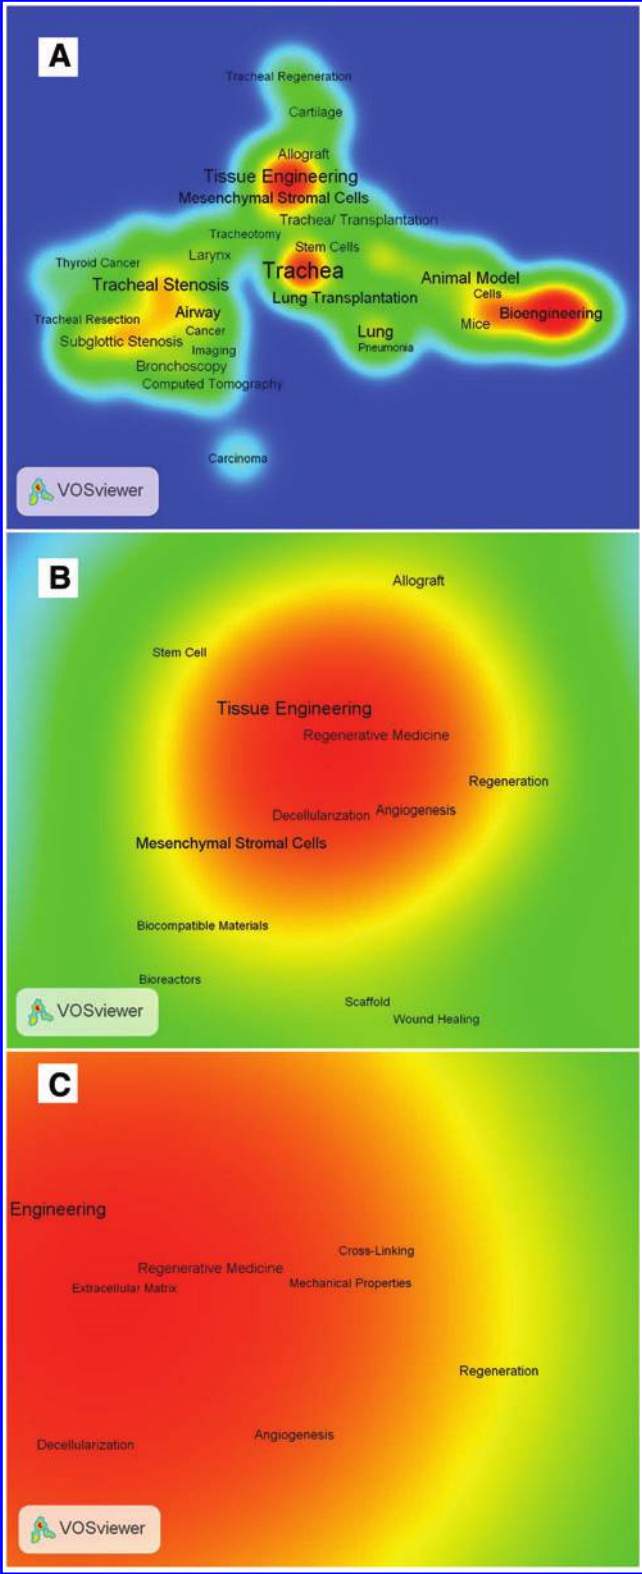 A
Tracheal Regeneration
Cartilage
Allograft
Tissue Engineering
Mesenchymal Stromal Cells
Trachea/ Transplantation
Tracheotomy
Stem Cells
Larynx
Thyroid Cancer
Trachea
Animal Model
Tracheal Stenosis
Cells
Lung Transplantation
Airway
Bioengineering
Tracheal Resection
Mice
Cancer
Lung
Subglottic Stenosis
Imaging
Pneumonia
Bronchoscopy
Computed Tomography
Carcinoma
VOSviewer
B
Allograft
Stem Cell
Tissue Engineering
Regenerative Medicine
Regeneration
Decellularization Angiogenesis
Mesenchymal Stromal Cells
Biocompatible Materials
Bioreactors
Scaffold
VOSviewer
Wound Healing
C
Engineering
Cross-Linking
Regenerative Medicine
Extracellular Matrix
Mechanical Properties
Regeneration
Angiogenesis
Decellularization
VOSviewer